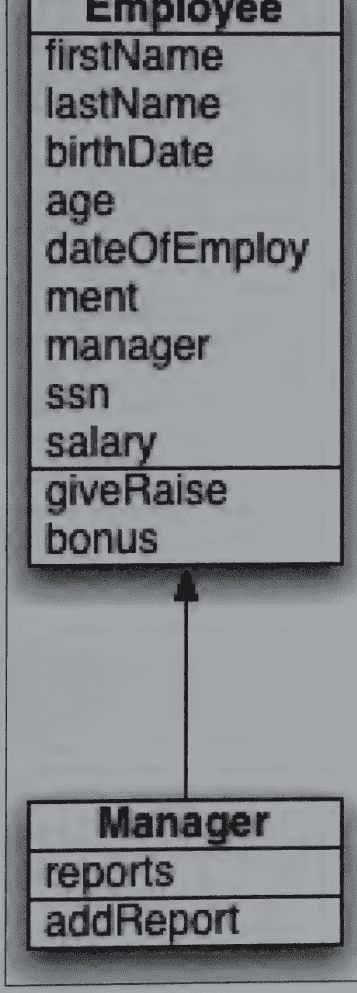 Employee
firstName
lastName
birthDate
age
dateOfEmploy
ment
manager
ssn
salary
giveRaise
bonus
Manager
reports
addReport